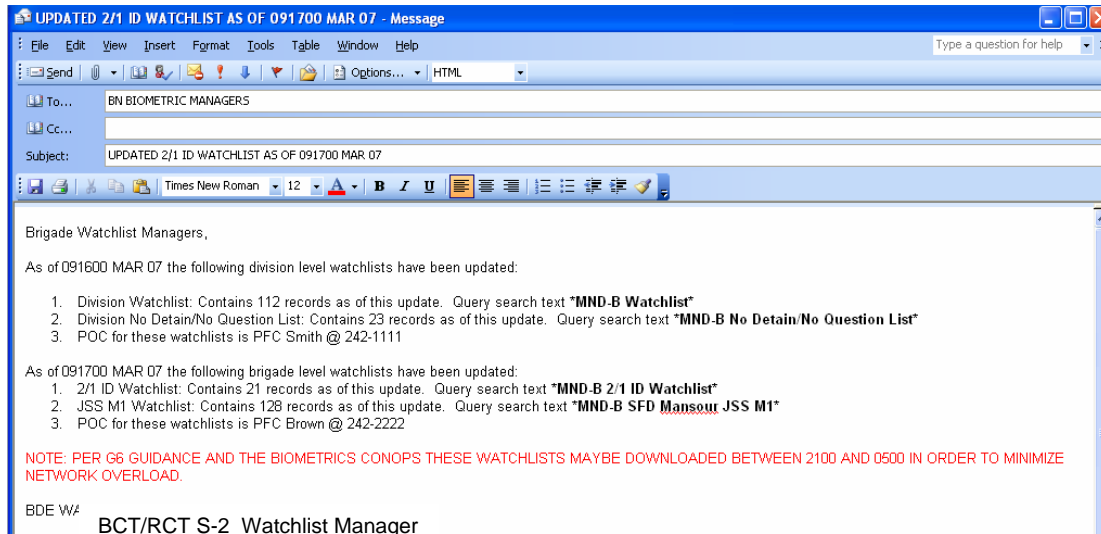 UPDATED 2/1 ID WATCHLIST AS OF 091700 MAR 07 - Message
File Edit View Insert Format Tools Table Window Help Type a question for help
Send Options... HTML
To... BN BIOMETRIC MANAGERS
Cc...
Subject: UPDATED 2/1 ID WATCHLIST AS OF 091700 MAR 07
Times New Roman 12 A B I U
Brigade Watchlist Managers,
As of 091600 MAR 07 the following division level watchlists have been updated:
1. Division Watchlist: Contains 112 records as of this update. Query search text *MND-B Watchlist*
2. Division No Detain/No Question List: Contains 23 records as of this update. Query search text *MND-B No Detain/No Question List*
3. POC for these watchlists is PFC Smith @ 242-1111
As of 091700 MAR 07 the following brigade level watchlists have been updated:
1. 2/1 ID Watchlist: Contains 21 records as of this update. Query search text *MND-B 2/1 ID Watchlist*
2. JSS M1 Watchlist: Contains 128 records as of this update. Query search text *MND-B SFD Mansour JSS M1*
3. POC for these watchlists is PFC Brown @ 242-2222
NOTE: PER G6 GUIDANCE AND THE BIOMETRICS CONOPS THESE WATCHLISTS MAYBE DOWNLOADED BETWEEN 2100 AND 0500 IN ORDER TO MINIMIZE
NETWORK OVERLOAD.
BDE
BCT/RCT S-2 Watchlist Manager